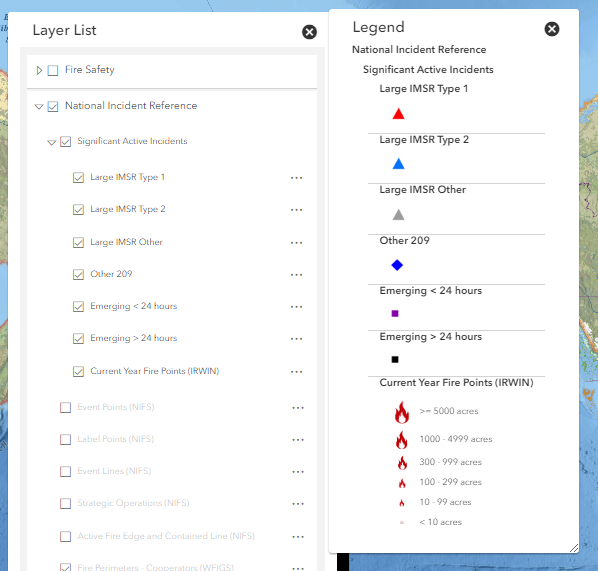 Layer List
Fire Safety
National Incident Reference
Significant Active Incidents
Large IMSR Type 1
Large IMSR Type 2
Large IMSR Other
Other 209
Emerging < 24 hours
Emerging > 24 hours
Current Year Fire Points (IRWIN)
Event Points (NIFS)
Label Points (NIFS)
Event Lines (NIFS)
Strategic Operations (NIFS)
Active Fire Edge and Contained Line (NIFS)
Fire Perimeters - Cooperators (WFIGS)
Legend
National Incident Reference
Significant Active Incidents
Large IMSR Type 1
Large IMSR Type 2
Large IMSR Other
Other 209
Emerging < 24 hours
Emerging > 24 hours
Current Year Fire Points (IRWIN)
>= 5000 acres
1000 - 4999 acres
300 - 999 acres
100 - 299 acres
10 - 99 acres
< 10 acres